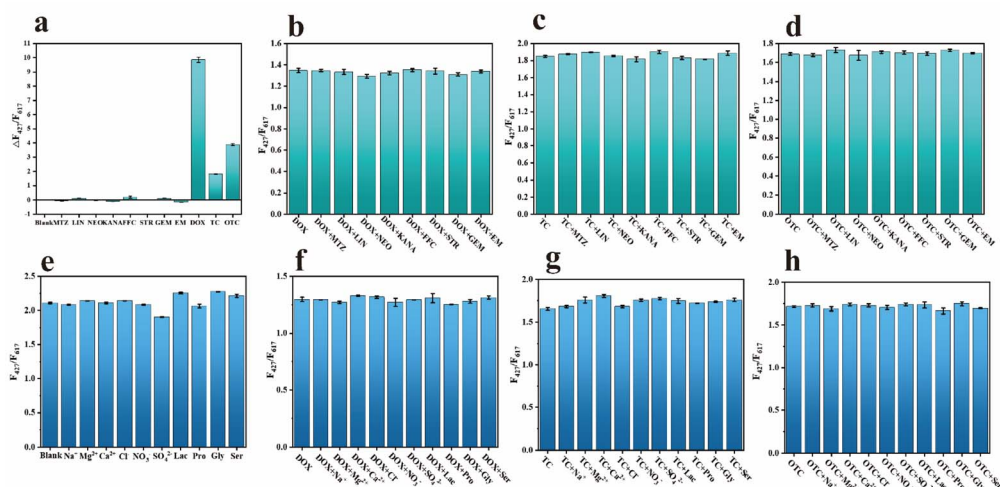 a
b
c
d
△F427/F617
11
10
9
8
7
6
5
4
3
2
1
0
-1
Blank MTZ LIN NEO KANA FFC STR GEM EM DOX TC OTC
F427/F617
1.6
1.4
1.2
1.0
0.8
0.6
0.4
0.2
0.0
DOX DOX+MTZ DOX+LIN DOX+NEO DOX+KANA DOX+FFC DOX+STR DOX+GEM DOX+EM
F427/F617
2.0
1.8
1.6
1.4
1.2
1.0
0.8
0.6
0.4
0.2
0.0
TC TC+MTZ TC+LIN TC+NEO TC+KANA TC+FFC TC+STR TC+GEM TC+EM
F427/F617
1.8
1.6
1.4
1.2
1.0
0.8
0.6
0.4
0.2
0.0
OTC OTC+MTZ OTC+LIN OTC+NEO OTC+KANA OTC+FFC OTC+STR OTC+GEM OTC+EM
e
f
g
h
F427/F617
2.5
2.0
1.5
1.0
0.5
0.0
Blank Na⁺ Mg²⁺ Ca²⁺ Cl⁻ NO₃⁻ SO₄²⁻ Lac Pro Gly Ser
F427/F617
1.5
1.0
0.5
0.0
DOX DOX+Na⁺ DOX+Mg²⁺ DOX+Ca²⁺ DOX+Cl⁻ DOX+NO₃⁻ DOX+SO₄²⁻ DOX+Lac DOX+Pro DOX+Gly DOX+Ser
F427/F617
2.0
1.5
1.0
0.5
0.0
TC TC+Na⁺ TC+Mg²⁺ TC+Ca²⁺ TC+Cl⁻ TC+NO₃⁻ TC+SO₄²⁻ TC+Lac TC+Pro TC+Gly TC+Ser
F427/F617
2.0
1.5
1.0
0.5
0.0
OTC OTC+Na⁺ OTC+Mg²⁺ OTC+Ca²⁺ OTC+Cl⁻ OTC+NO₃⁻ OTC+SO₄²⁻ OTC+Lac OTC+Pro OTC+Gly OTC+Ser